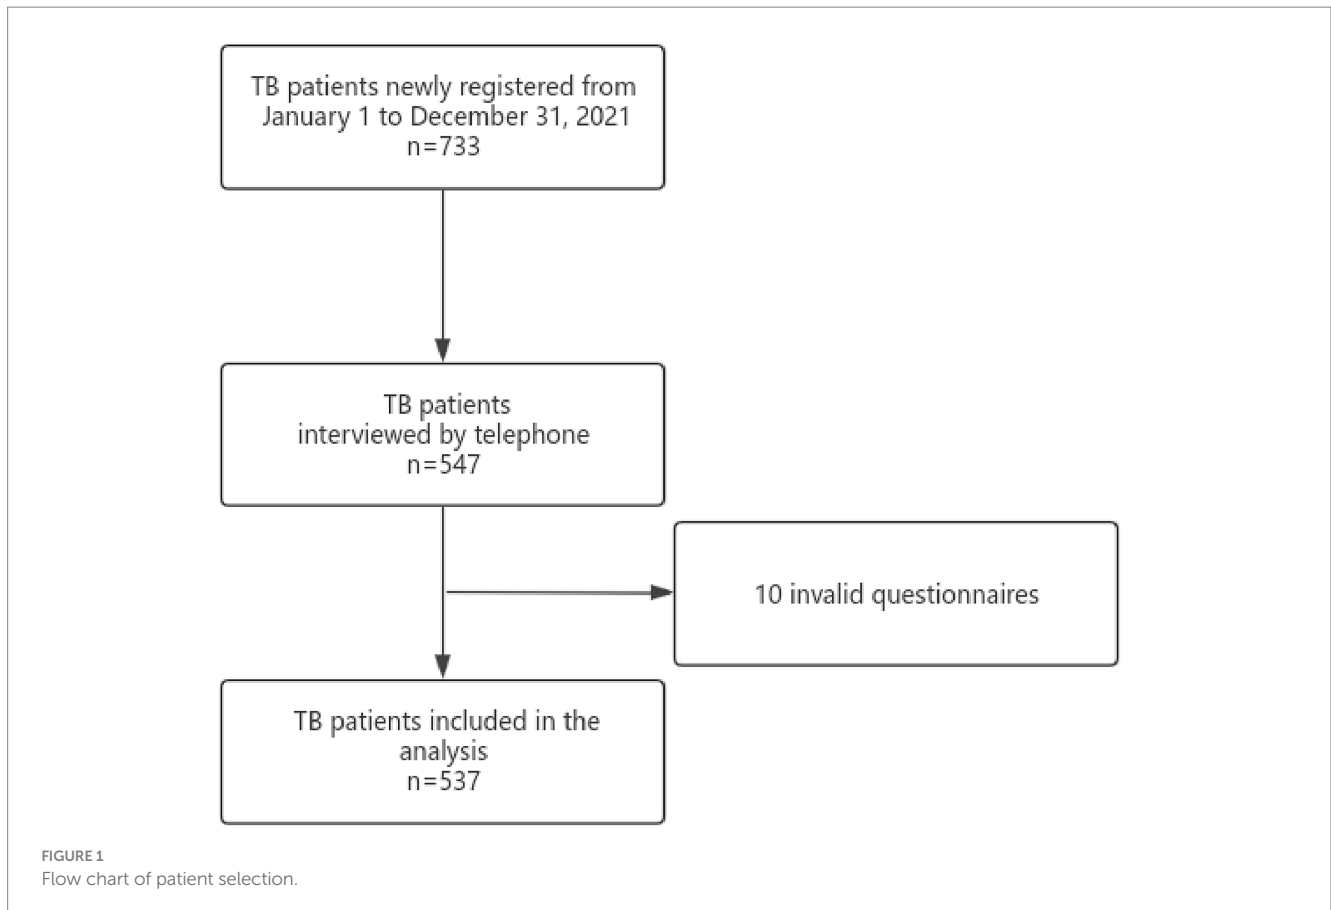 TB patients newly registered from
January 1 to December 31, 2021
n=733
TB patients
interviewed by telephone
n=547
10 invalid questionnaires
TB patients included in the
analysis
n=537
FIGURE 1
Flow chart of patient selection.